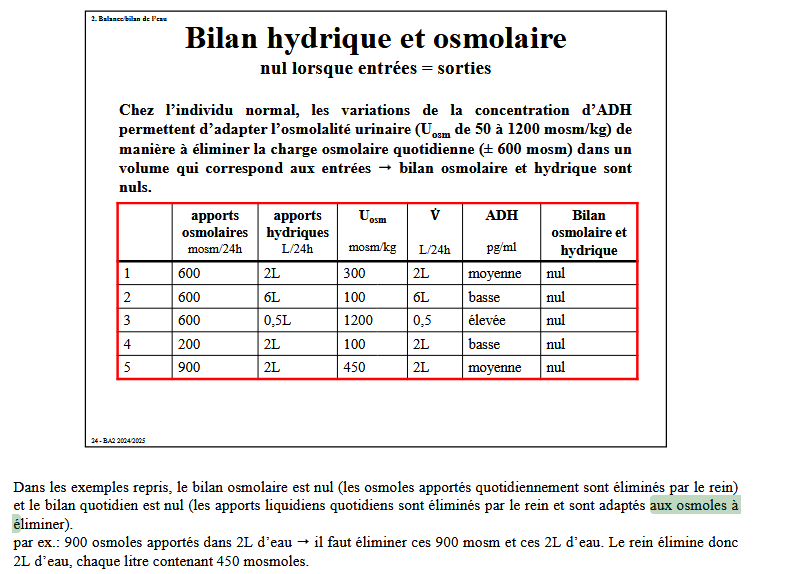 2. Balance/bilan de l'eau
Bilan hydrique et osmolaire
nul lorsque entrées = sorties
Chez l'individu normal, les variations de la concentration d'ADH
permettent d'adapter l'osmolalité urinaire (Uosm de 50 à 1200 mosm/kg) de
manière à éliminer la charge osmolaire quotidienne (± 600 mosm) dans un
volume qui correspond aux entrées → bilan osmolaire et hydrique sont
nuls.
apports osmolaires mosm/24h apports hydriques L/24h Uosm mosm/kg V̇ L/24h ADH pg/ml Bilan osmolaire et hydrique
1 600 2L 300 2L moyenne nul
2 600 6L 100 6L basse nul
3 600 0,5L 1200 0,5 élevée nul
4 200 2L 100 2L basse nul
5 900 2L 450 2L moyenne nul
24 - BA2 2024/2025
Dans les exemples repris, le bilan osmolaire est nul (les osmoles apportés quotidiennement sont éliminés par le rein)
et le bilan quotidien est nul (les apports liquidiens quotidiens sont éliminés par le rein et sont adaptés aux osmoles à
éliminer).
par ex.: 900 osmoles apportés dans 2L d'eau → il faut éliminer ces 900 mosm et ces 2L d'eau. Le rein élimine donc
2L d'eau, chaque litre contenant 450 mosmoles.